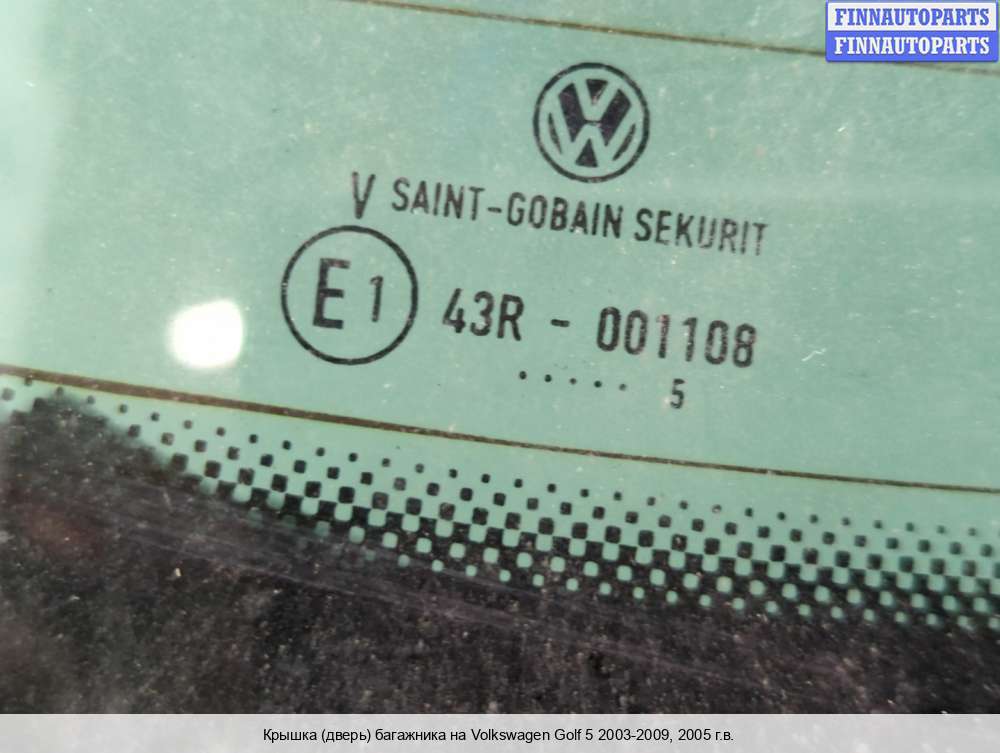 FINNAUTOPARTS
FINNAUTOPARTS
V SAINT-GOBAIN SEKURIT
E1 43R - 001108
..... 5
Крышка (дверь) багажника на Volkswagen Golf 5 2003-2009, 2005 г.в.